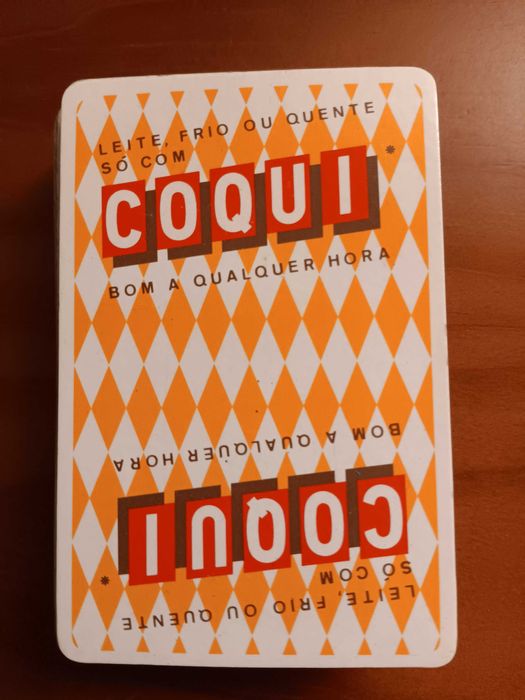 LEITE, FRIO OU QUENTE
SÓ COM
COQUI *
BOM A QUALQUER HORA
BOM A QUALQUER HORA
COQUI *
SÓ COM
LEITE, FRIO OU QUENTE